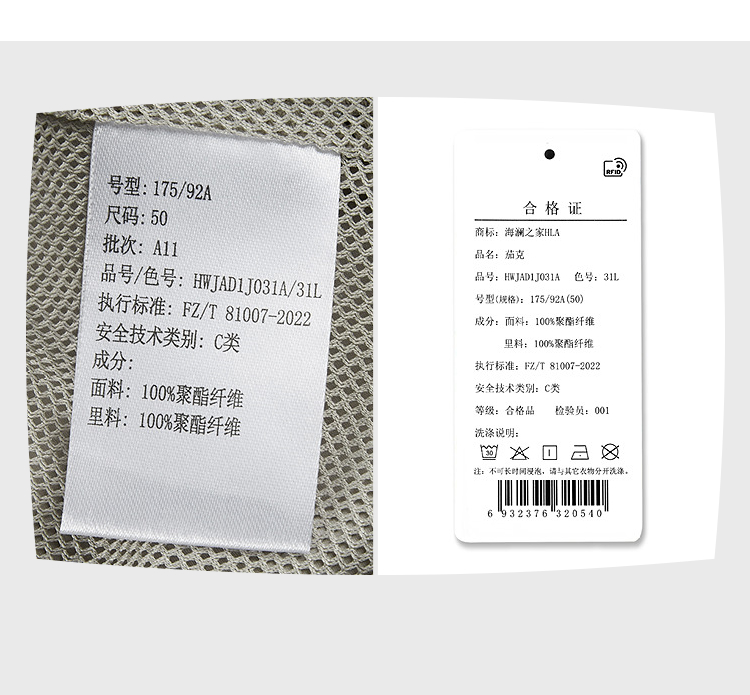 号型: 175/92A
尺码: 50
批次: A11
品号/色号: HWJAD1J031A/31L
执行标准: FZ/T 81007-2022
安全技术类别: C类
成分:
面料: 100%聚酯纤维
里料: 100%聚酯纤维
RFID
合格证
商标: 海澜之家HLA
品名: 茄克
品号: HWJAD1J031A 色号: 31L
号型(规格): 175/92A(50)
成分: 面料: 100%聚酯纤维
里料: 100%聚酯纤维
执行标准: FZ/T 81007-2022
安全技术类别: C类
等级: 合格品 检验员: 001
洗涤说明:
30
注: 不可长时间浸泡, 请与其它衣物分开洗涤。
6 932376 320540